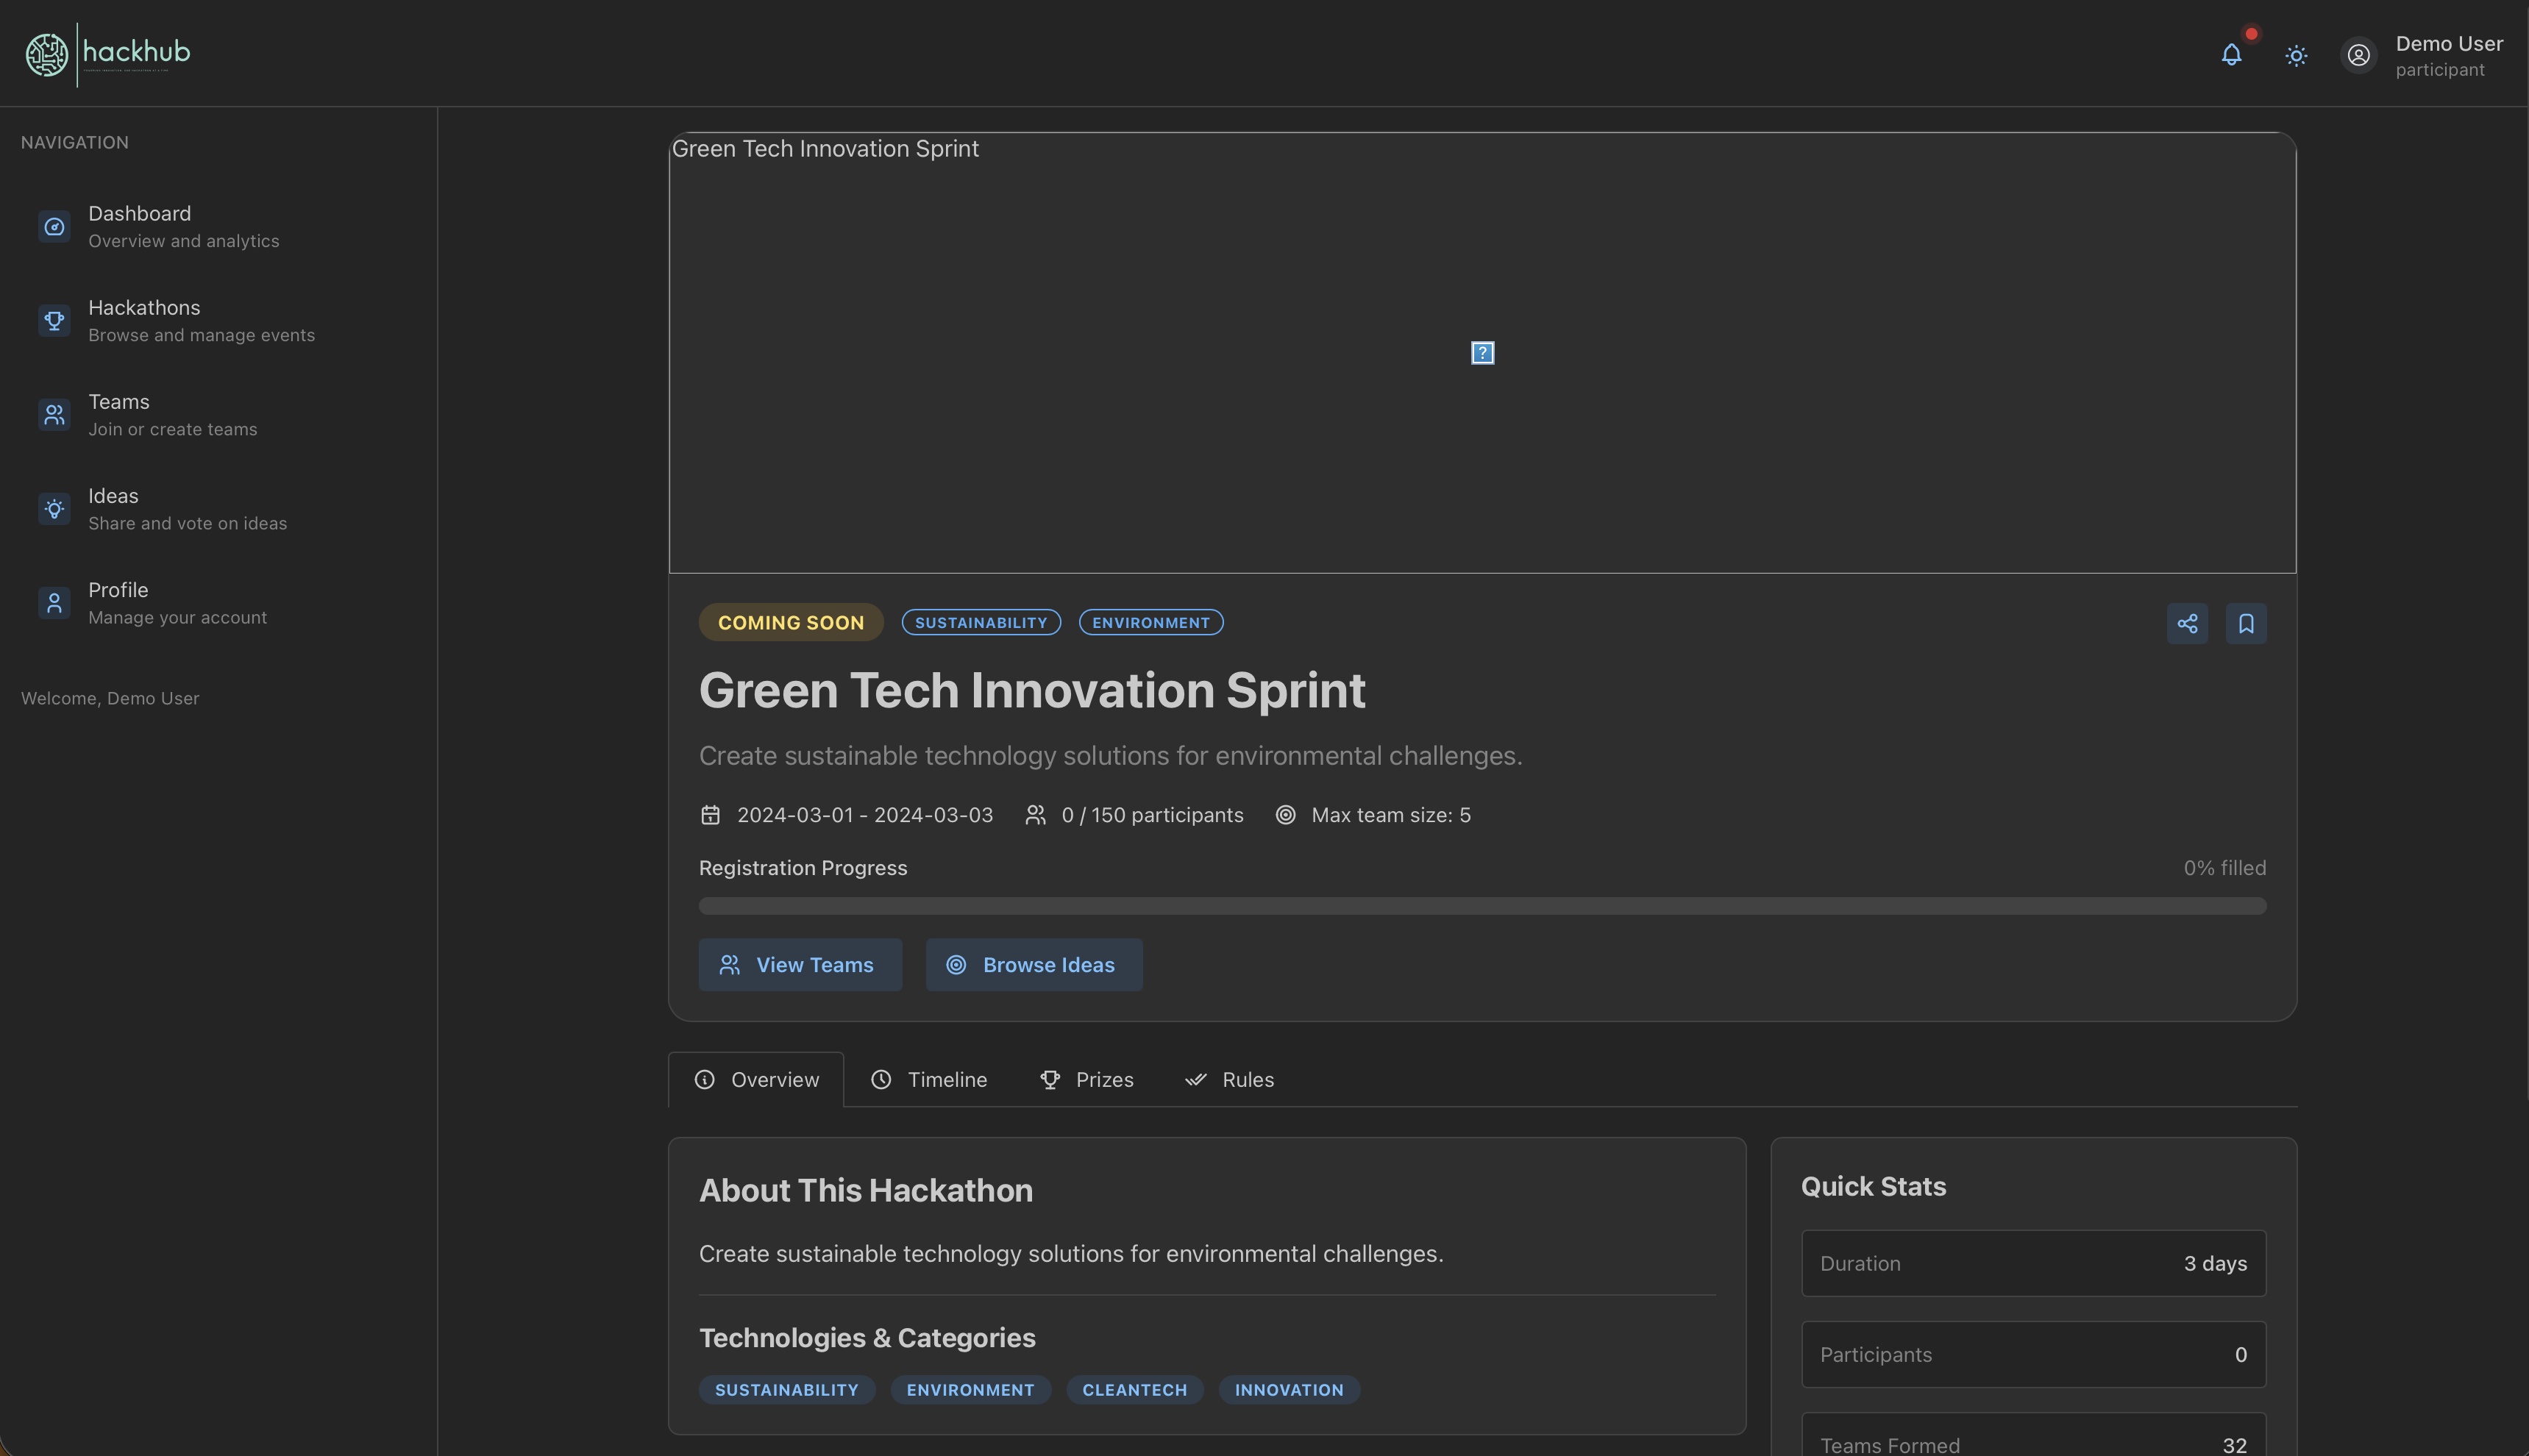 hackhub
Demo User
participant
NAVIGATION
Dashboard
Overview and analytics
Hackathons
Browse and manage events
Teams
Join or create teams
Ideas
Share and vote on ideas
Profile
Manage your account
Welcome, Demo User
Green Tech Innovation Sprint
?
COMING SOON SUSTAINABILITY ENVIRONMENT
Green Tech Innovation Sprint
Create sustainable technology solutions for environmental challenges.
2024-03-01 - 2024-03-03 0 / 150 participants Max team size: 5
Registration Progress 0% filled
View Teams Browse Ideas
Overview Timeline Prizes Rules
About This Hackathon
Create sustainable technology solutions for environmental challenges.
Technologies & Categories
SUSTAINABILITY ENVIRONMENT CLEANTECH INNOVATION
Quick Stats
Duration 3 days
Participants 0
Teams Formed 32